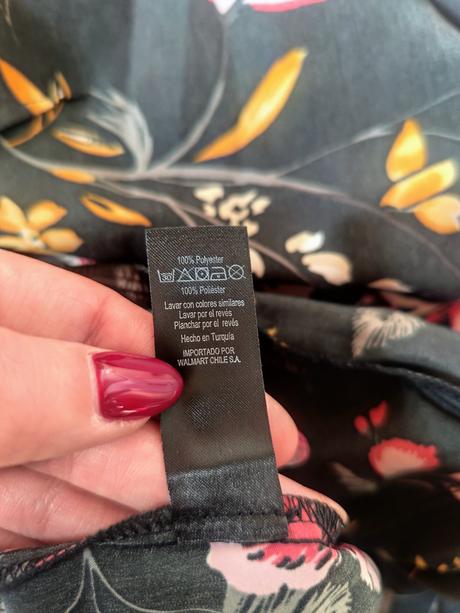 100% Polyester
30
100% Poliéster
Lavar con colores similares
Lavar por el revés
Planchar por el revés
Hecho en Turquía
IMPORTADO POR
WALMART CHILE S.A.